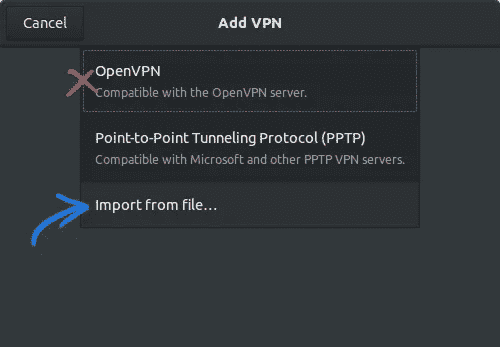 Cancel
Add VPN
OpenVPN
Compatible with the OpenVPN server.
Point-to-Point Tunneling Protocol (PPTP)
Compatible with Microsoft and other PPTP VPN servers.
Import from file…